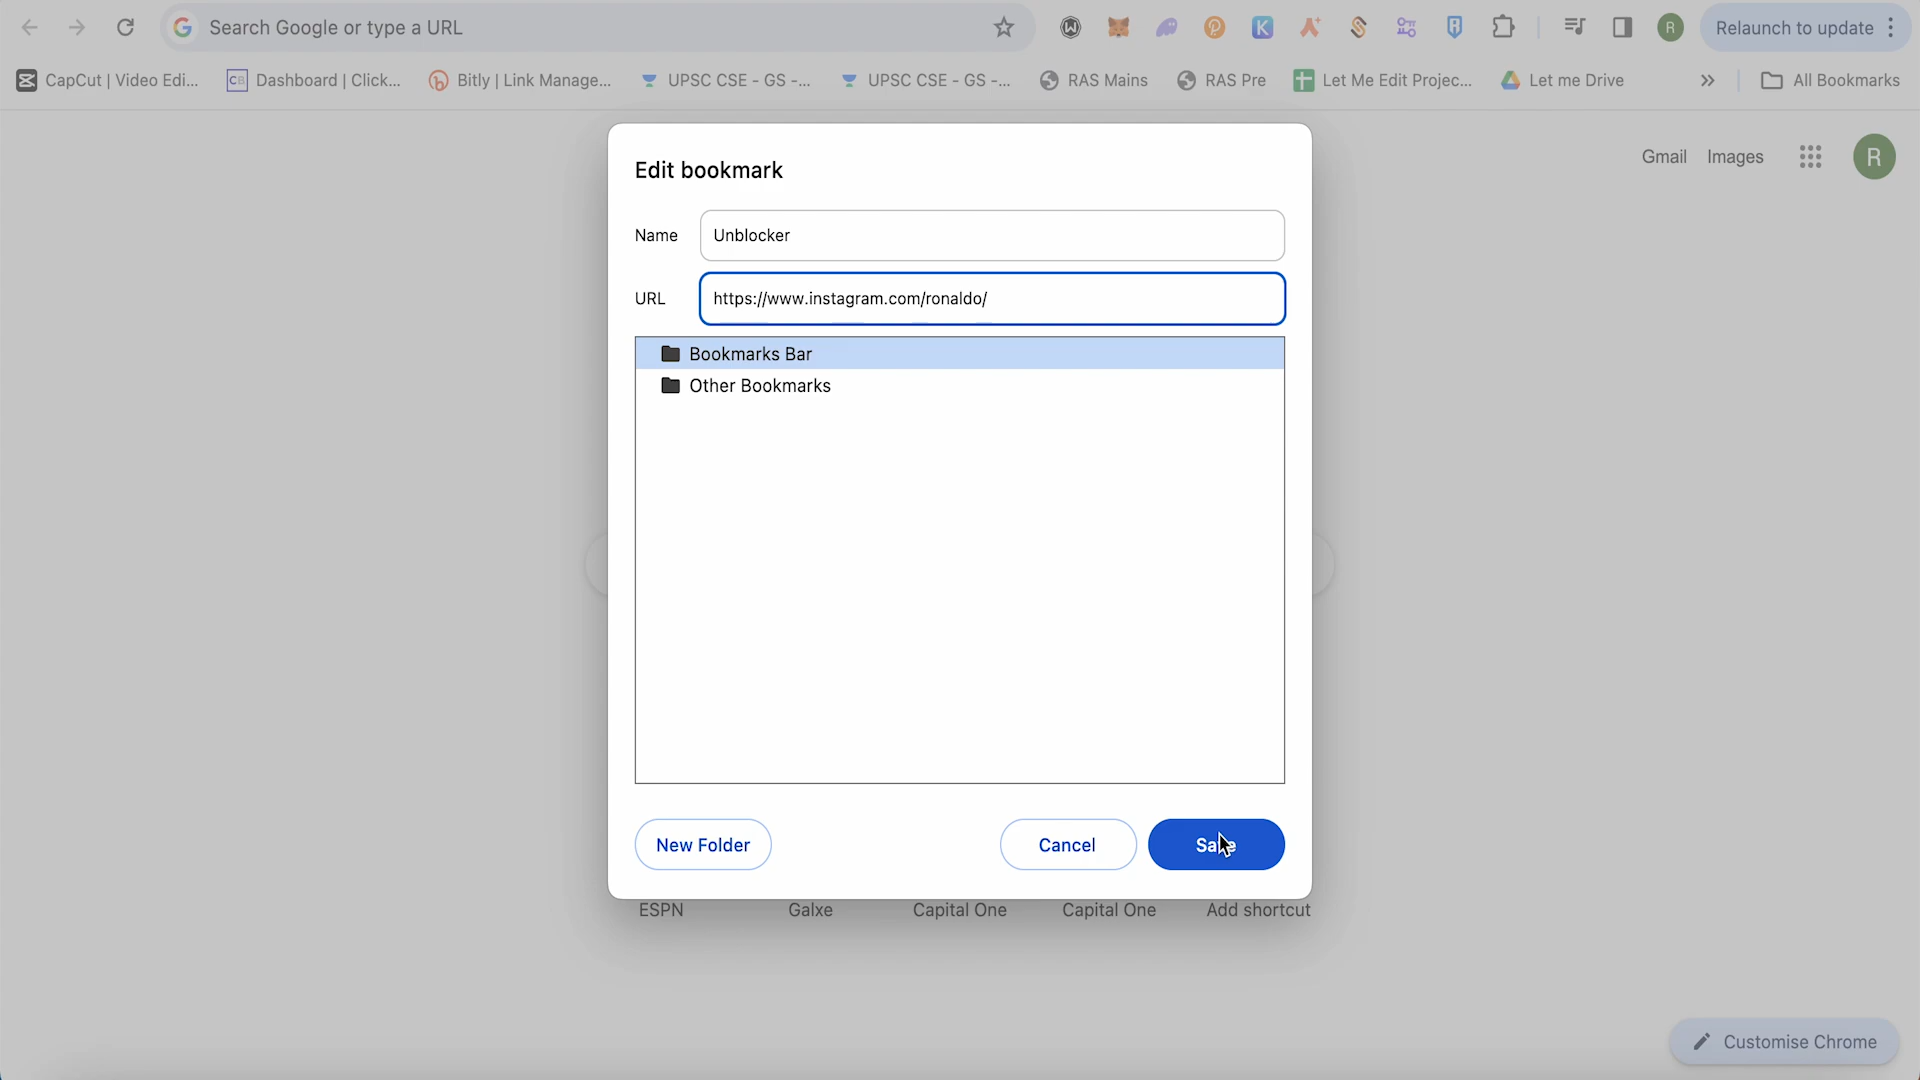 Search Google or type a URL
Relaunch to update
CapCut | Video Edi...
CB Dashboard | Click...
Bitly | Link Manage...
UPSC CSE - GS -...
UPSC CSE - GS -...
RAS Mains
RAS Pre
Let Me Edit Projec...
Let me Drive
All Bookmarks
Gmail
Images
R
Edit bookmark
Name
Unblocker
URL
https://www.instagram.com/ronaldo/
Bookmarks Bar
Other Bookmarks
New Folder
Cancel
Save
ESPN
Galxe
Capital One
Capital One
Add shortcut
Customise Chrome